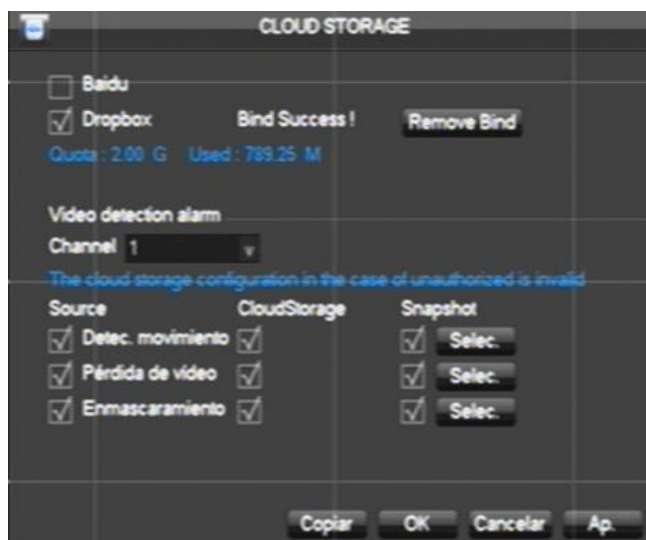 CLOUD STORAGE
Baidu
Dropbox Bind Success ! Remove Bind
Quota : 2.00 G Used : 789.25 M
Video detection alarm
Channel 1
The cloud storage configuration in the case of unauthorized is invalid
Source CloudStorage Snapshot
Detec. movimiento Selec.
Pérdida de vídeo Selec.
Enmascaramiento Selec.
Copiar OK Cancelar Ap.